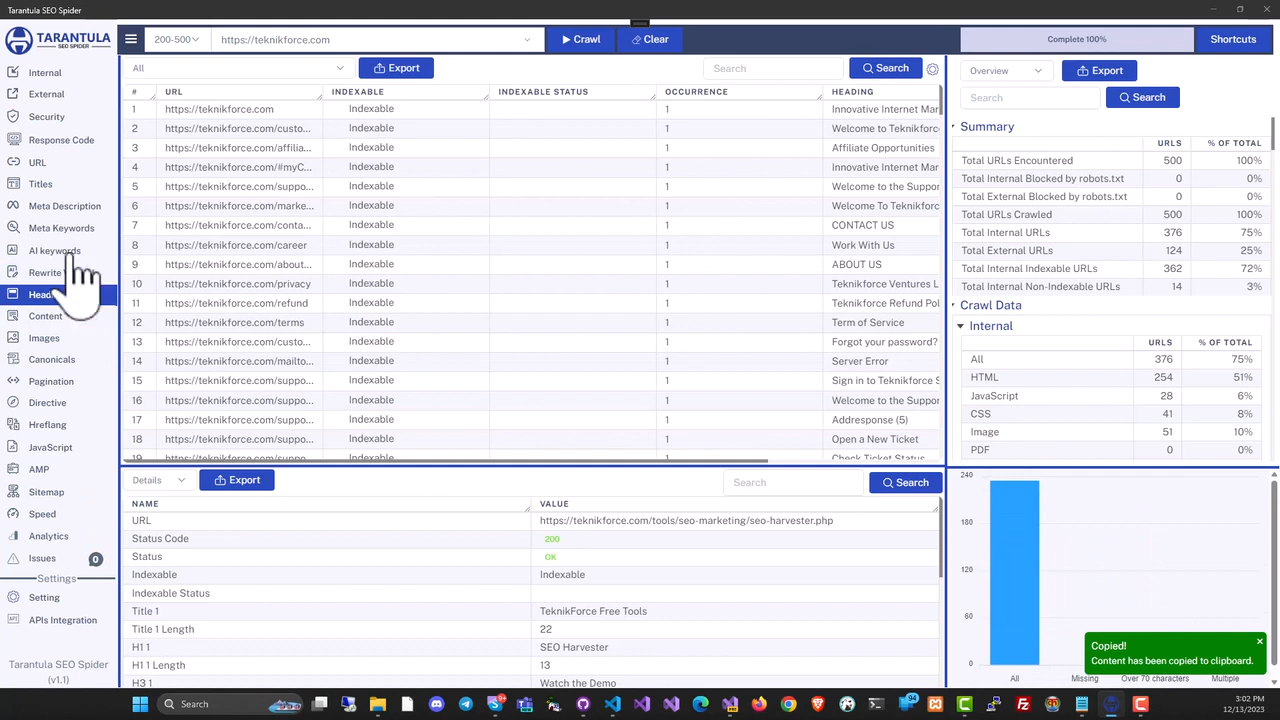 Tarantula SEO Spider
TARANTULA
SEO SPIDER
200-500
https://teknikforce.com
Crawl
Clear
Complete 100%
Shortcuts
Internal
External
Security
Response Code
URL
Titles
Meta Description
Meta Keywords
AI keywords
Rewrite
Content
Images
Canonicals
Pagination
Directive
Hreflang
JavaScript
AMP
Sitemap
Speed
Analytics
Issues 0
Settings
Setting
APIs Integration
Tarantula SEO Spider
(v1.1)
All
Export
Search
Search
# URL INDEXABLE INDEXABLE STATUS OCCURRENCE HEADING
1 https://teknikforce.com Indexable 1 Innovative Internet Mar
2 https://teknikforce.com/custo... Indexable 1 Welcome to Teknikforce
3 https://teknikforce.com/affilia... Indexable 1 Affiliate Opportunities
4 https://teknikforce.com/#myC... Indexable 1 Innovative Internet Mar
5 https://teknikforce.com/suppo... Indexable 1 Welcome to the Suppor
6 https://teknikforce.com/marke... Indexable 1 Welcome To Teknikforc
7 https://teknikforce.com/conta... Indexable 1 CONTACT US
8 https://teknikforce.com/career Indexable 1 Work With Us
9 https://teknikforce.com/about... Indexable 1 ABOUT US
10 https://teknikforce.com/privacy Indexable 1 Teknikforce Ventures L
11 https://teknikforce.com/refund Indexable 1 Teknikforce Refund Pol
12 https://teknikforce.com/terms Indexable 1 Term of Service
13 https://teknikforce.com/custo... Indexable 1 Forgot your password?
14 https://teknikforce.com/mailto... Indexable 1 Server Error
15 https://teknikforce.com/suppo... Indexable 1 Sign in to Teknikforce S
16 https://teknikforce.com/suppo... Indexable 1 Welcome to the Suppor
17 https://teknikforce.com/suppo... Indexable 1 Addresponse (5)
18 https://teknikforce.com/suppo... Indexable 1 Open a New Ticket
19 https://teknikforce.com/suppo... Indexable 1 Check Ticket Status
Details
Export
Search
Search
NAME VALUE
URL https://teknikforce.com/tools/seo-marketing/seo-harvester.php
Status Code 200
Status OK
Indexable Indexable
Indexable Status
Title 1 TeknikForce Free Tools
Title 1 Length 22
H1 1 SEO Harvester
H1 1 Length 13
H3 1 Watch the Demo
Overview
Export
Search
Search
Summary
URLS % OF TOTAL
Total URLs Encountered 500 100%
Total Internal Blocked by robots.txt 0 0%
Total External Blocked by robots.txt 0 0%
Total URLs Crawled 500 100%
Total Internal URLs 376 75%
Total External URLs 124 25%
Total Internal Indexable URLs 362 72%
Total Internal Non-Indexable URLs 14 3%
Crawl Data
Internal
URLS % OF TOTAL
All 376 75%
HTML 254 51%
JavaScript 28 6%
CSS 41 8%
Image 51 10%
PDF 0 0%
240
180
120
60
0
All Missing Over 70 characters Multiple
Copied!
Content has been copied to clipboard.
Search
3:02 PM
12/13/2023